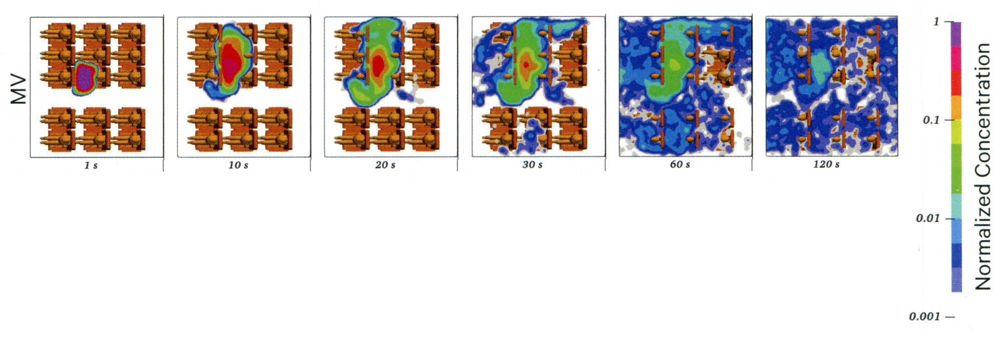 MV
1 s
10 s
20 s
30 s
60 s
120 s
1
0.1
0.01
0.001
Normalized Concentration